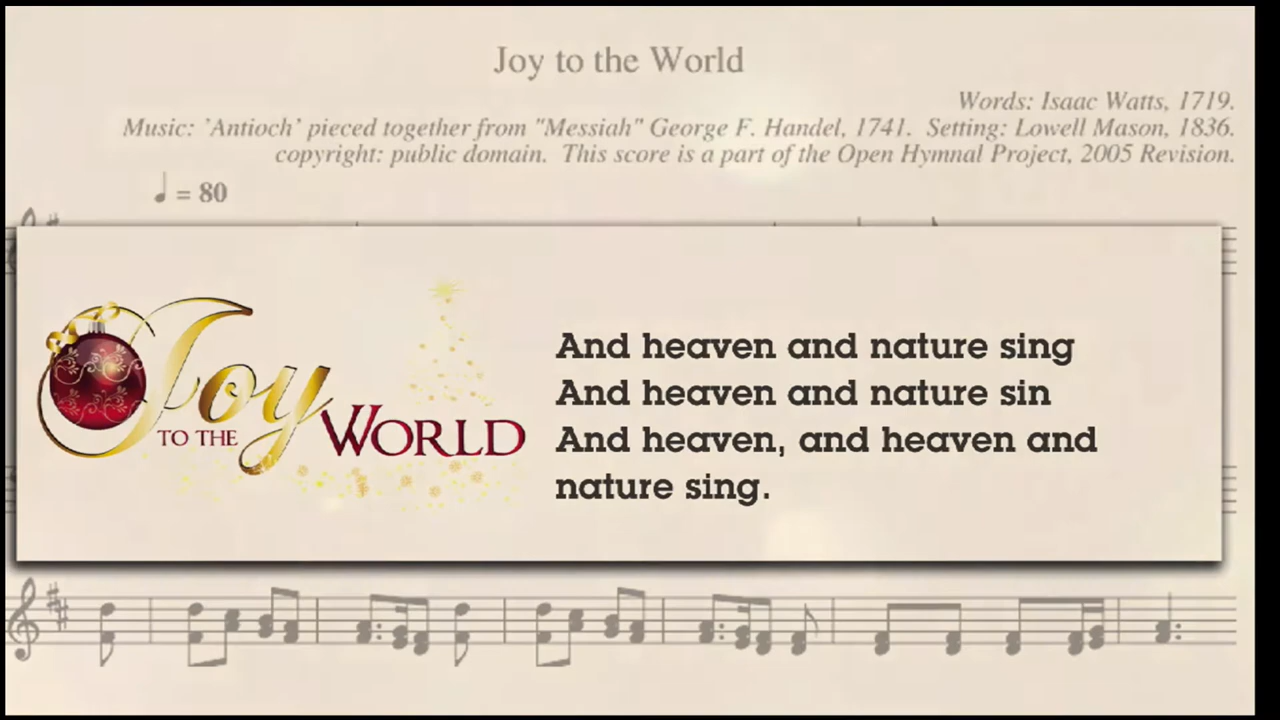 Joy to the World
Words: Isaac Watts, 1719.
Music: 'Antioch' pieced together from "Messiah" George F. Handel, 1741. Setting: Lowell Mason, 1836.
copyright: public domain. This score is a part of the Open Hymnal Project, 2005 Revision.
= 80
Joy
TO THE WORLD
And heaven and nature sing
And heaven and nature sin
And heaven, and heaven and
nature sing.